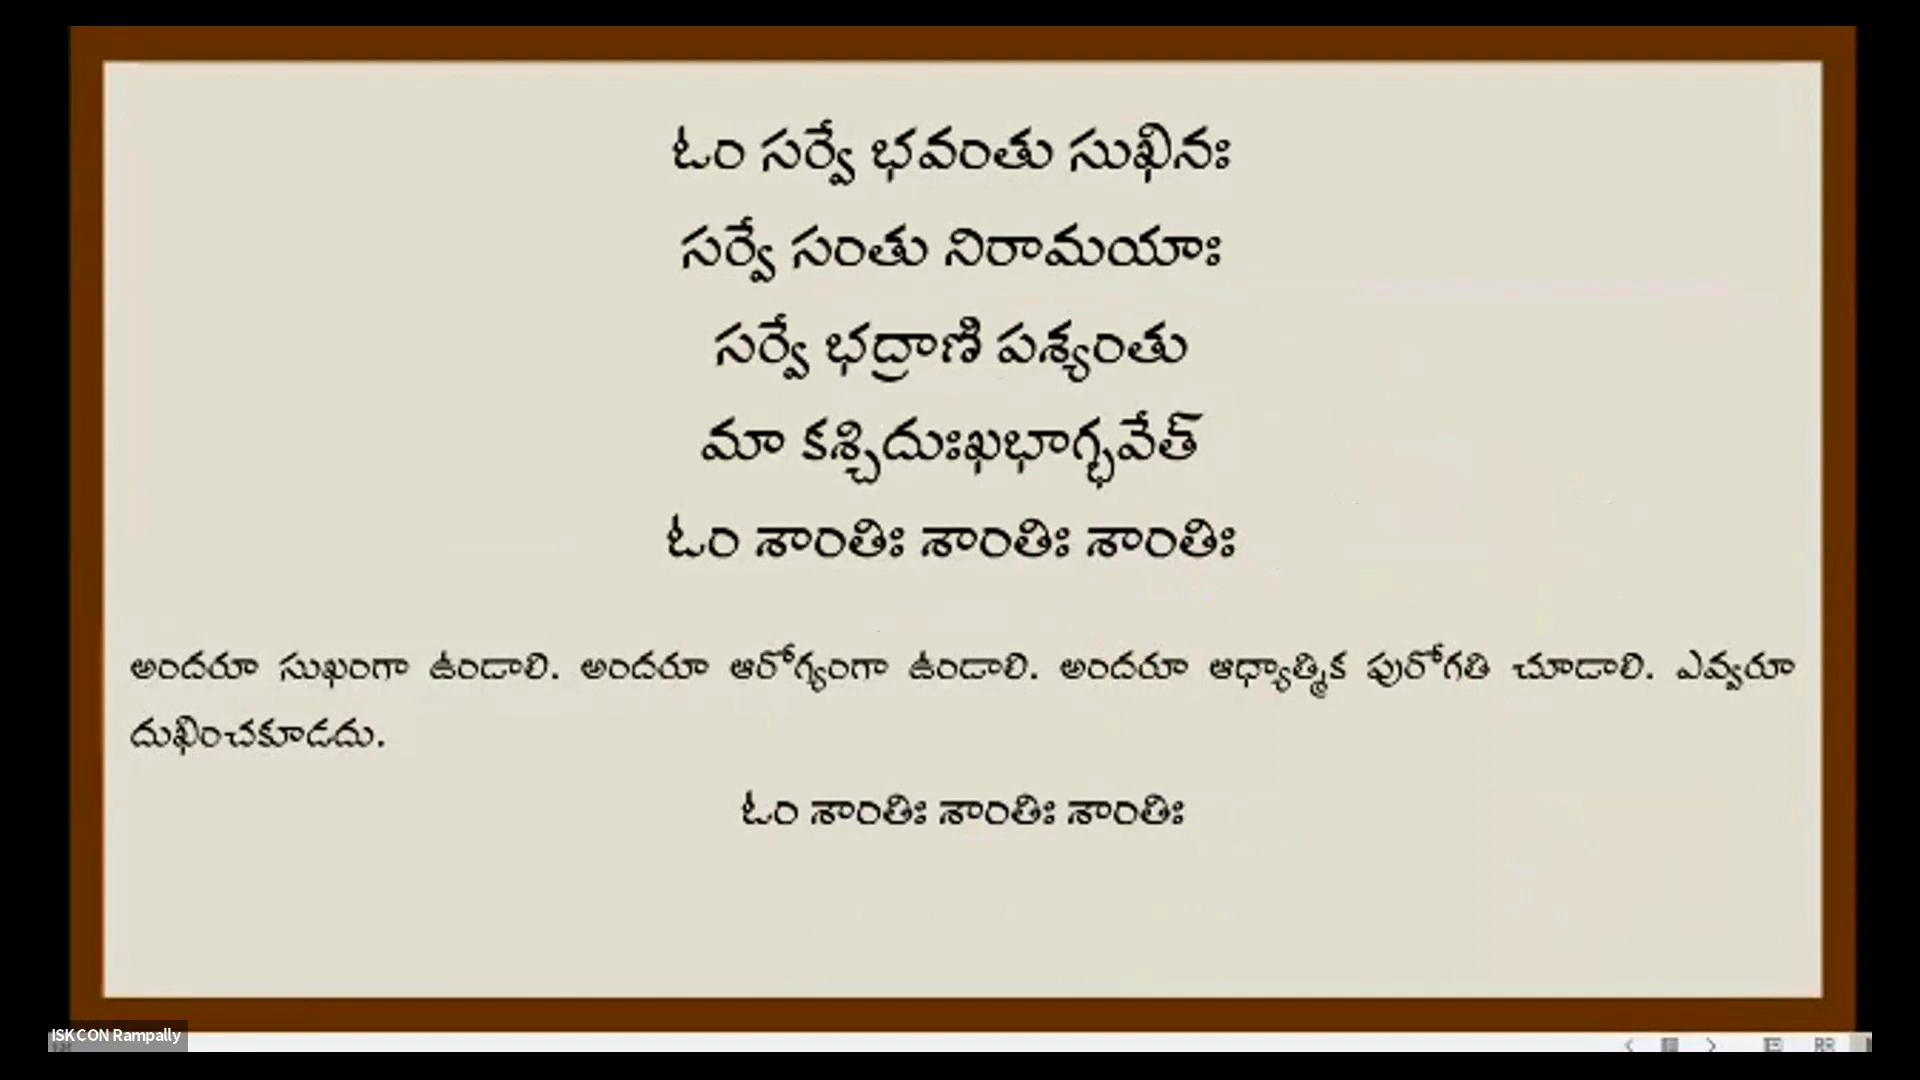 ఓం సర్వే భవంతు సుఖినః
సర్వే సంతు నిరామయాః
సర్వే భద్రాణి పశ్యంతు
మా కశ్చిదుఃఖభాగ్భవేత్
ఓం శాంతిః శాంతిః శాంతిః
అందరూ సుఖంగా ఉండాలి. అందరూ ఆరోగ్యంగా ఉండాలి. అందరూ ఆధ్యాత్మిక పురోగతి చూడాలి. ఎవ్వరూ
దుఖించకూడదు.
ఓం శాంతిః శాంతిః శాంతిః
ISKCON Rampally